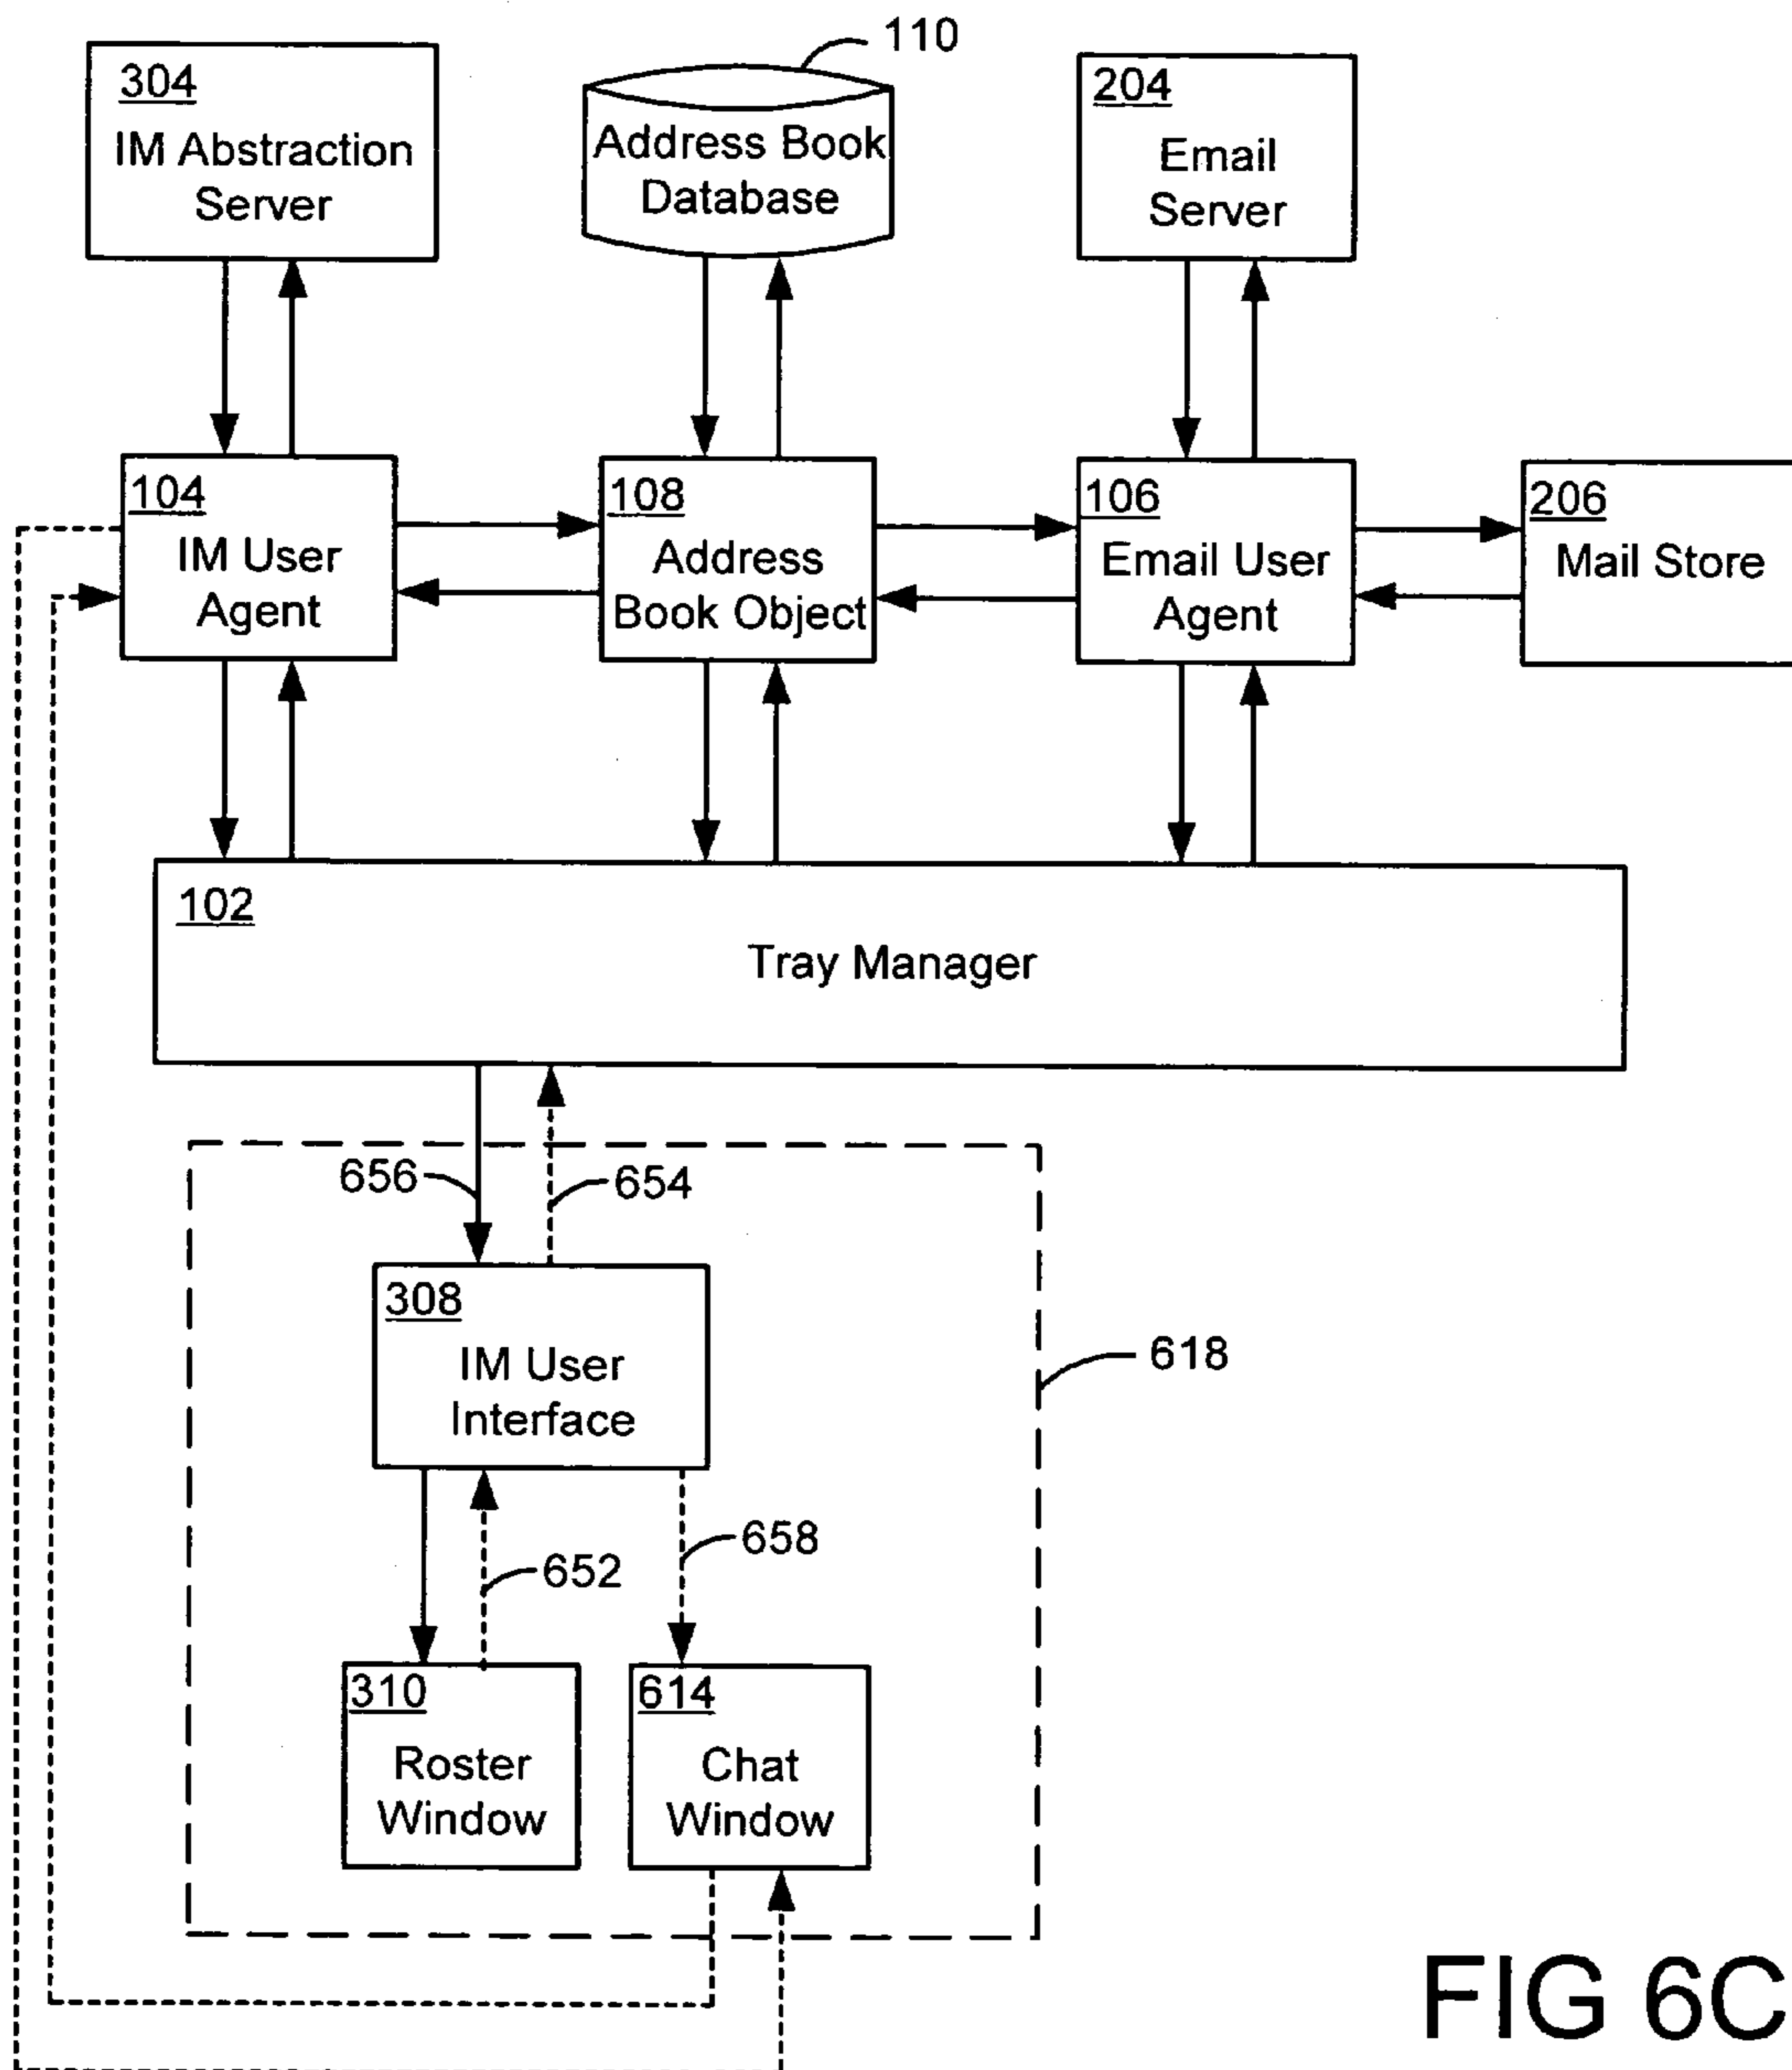 110
304
IM Abstraction
Server
Address Book
Database
204
Email
Server
104
IM User
Agent
108
Address
Book Object
106
Email User
Agent
206
Mail Store
102
Tray Manager
656
654
308
IM User
Interface
618
658
652
310
Roster
Window
614
Chat
Window
FIG 6C